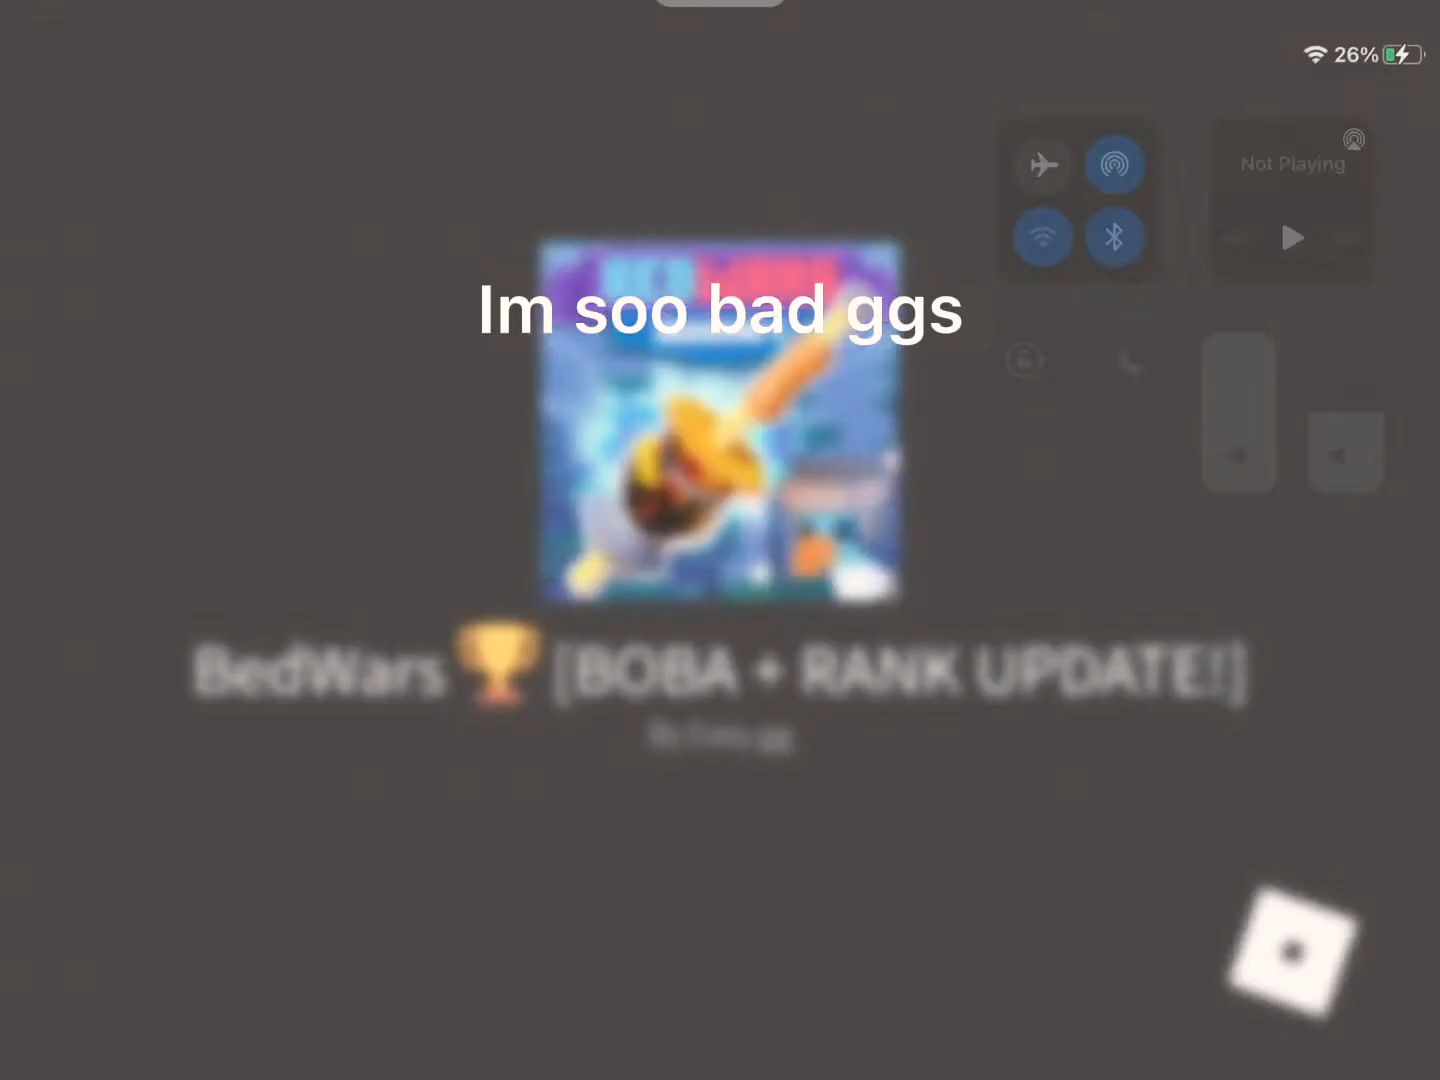 26%
Not Playing
Im soo bad ggs
BedWars 🏆 [BOBA + RANK UPDATE!]